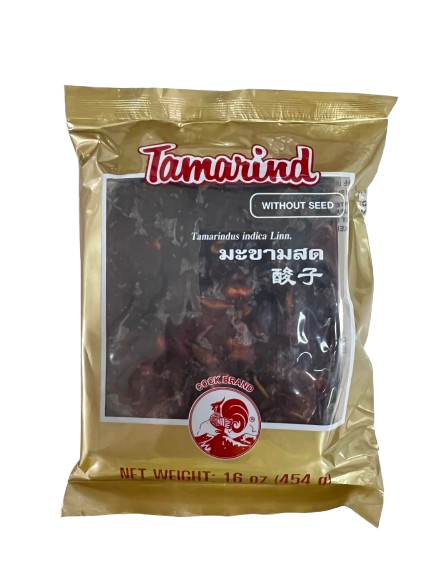 Tamarind
WITHOUT SEED
Tamarindus indica Linn.
มะขามสด
酸子
COCK BRAND
®
NET WEIGHT: 16 oz (454 g)